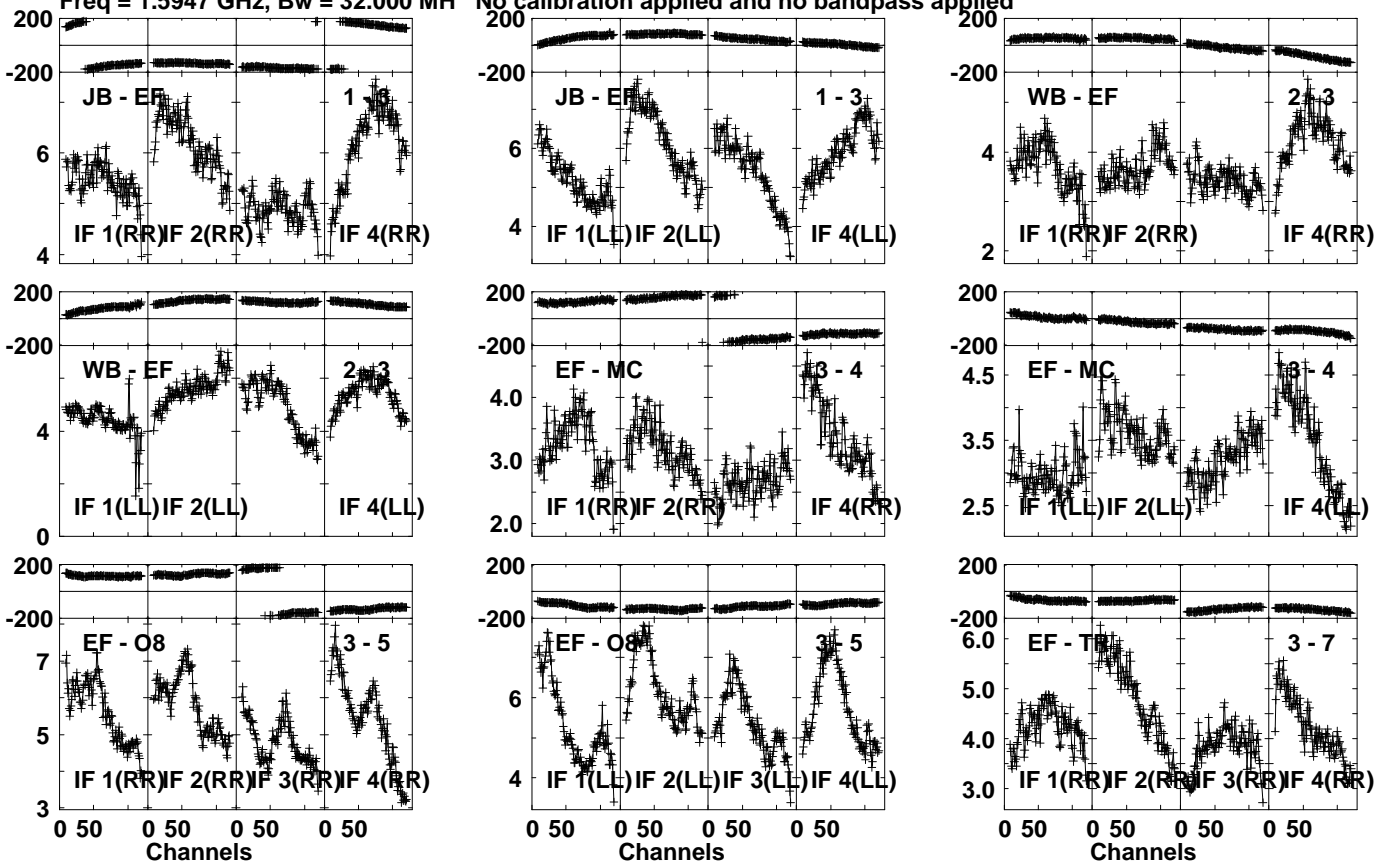 Freq = 1.5947 GHz, Bw = 32.000 MH No calibration applied and no bandpass applied
200
-200
JB - EF 1 - 3
6
4
IF 1(RR) IF 2(RR) IF 4(RR)
200
-200
JB - EF 1 - 3
6
4
IF 1(LL) IF 2(LL) IF 4(LL)
200
-200
WB - EF 2 - 3
4
2
IF 1(RR) IF 2(RR) IF 4(RR)
200
-200
WB - EF 2 - 3
4
0
IF 1(LL) IF 2(LL) IF 4(LL)
200
-200
EF - MC 3 - 4
4.0
3.0
2.0
IF 1(RR) IF 2(RR) IF 4(RR)
200
-200
EF - MC 3 - 4
4.5
3.5
2.5
IF 1(LL) IF 2(LL) IF 4(LL)
200
-200
EF - O8 3 - 5
7
6
5
4
3
IF 1(RR) IF 2(RR) IF 3(RR) IF 4(RR)
0 50 0 50 0 50 0 50
Channels
200
-200
EF - O8 3 - 5
6
4
IF 1(LL) IF 2(LL) IF 3(LL) IF 4(LL)
0 50 0 50 0 50 0 50
Channels
200
-200
EF - TR 3 - 7
6.0
5.0
4.0
3.0
IF 1(RR) IF 2(RR) IF 3(RR) IF 4(RR)
0 50 0 50 0 50 0 50
Channels